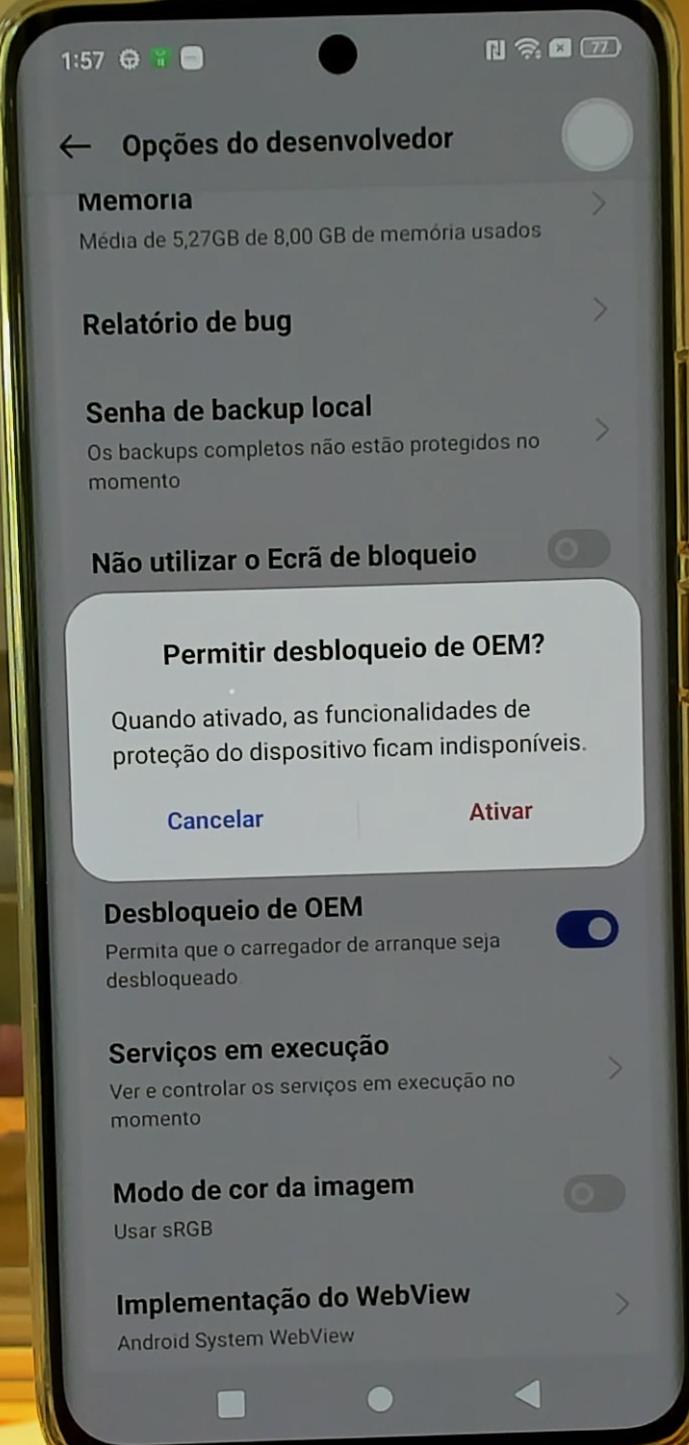 1:57
77
Opções do desenvolvedor
Memória
Média de 5,27GB de 8,00 GB de memória usados
Relatório de bug
Senha de backup local
Os backups completos não estão protegidos no
momento
Não utilizar o Ecrã de bloqueio
Permitir desbloqueio de OEM?
Quando ativado, as funcionalidades de
proteção do dispositivo ficam indisponíveis.
Cancelar Ativar
Desbloqueio de OEM
Permita que o carregador de arranque seja
desbloqueado
Serviços em execução
Ver e controlar os serviços em execução no
momento
Modo de cor da imagem
Usar sRGB
Implementação do WebView
Android System WebView